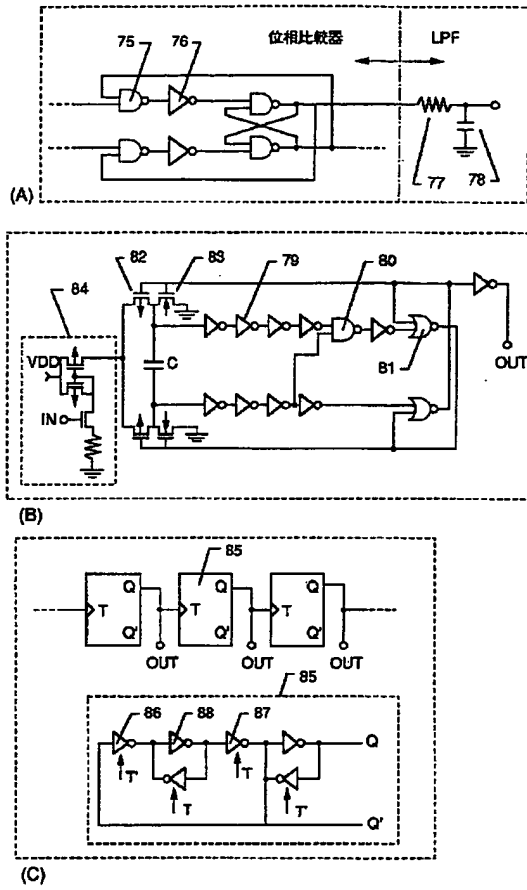 位相比較器 LPF
75 76
77 78
(A)
82 83
84 79 80
VDD
C
81
OUT
IN
(B)
85
Q Q Q
T T T
Q' Q' Q'
OUT OUT OUT
85
86 88 87
Q
T' T
T T'
Q'
(C)